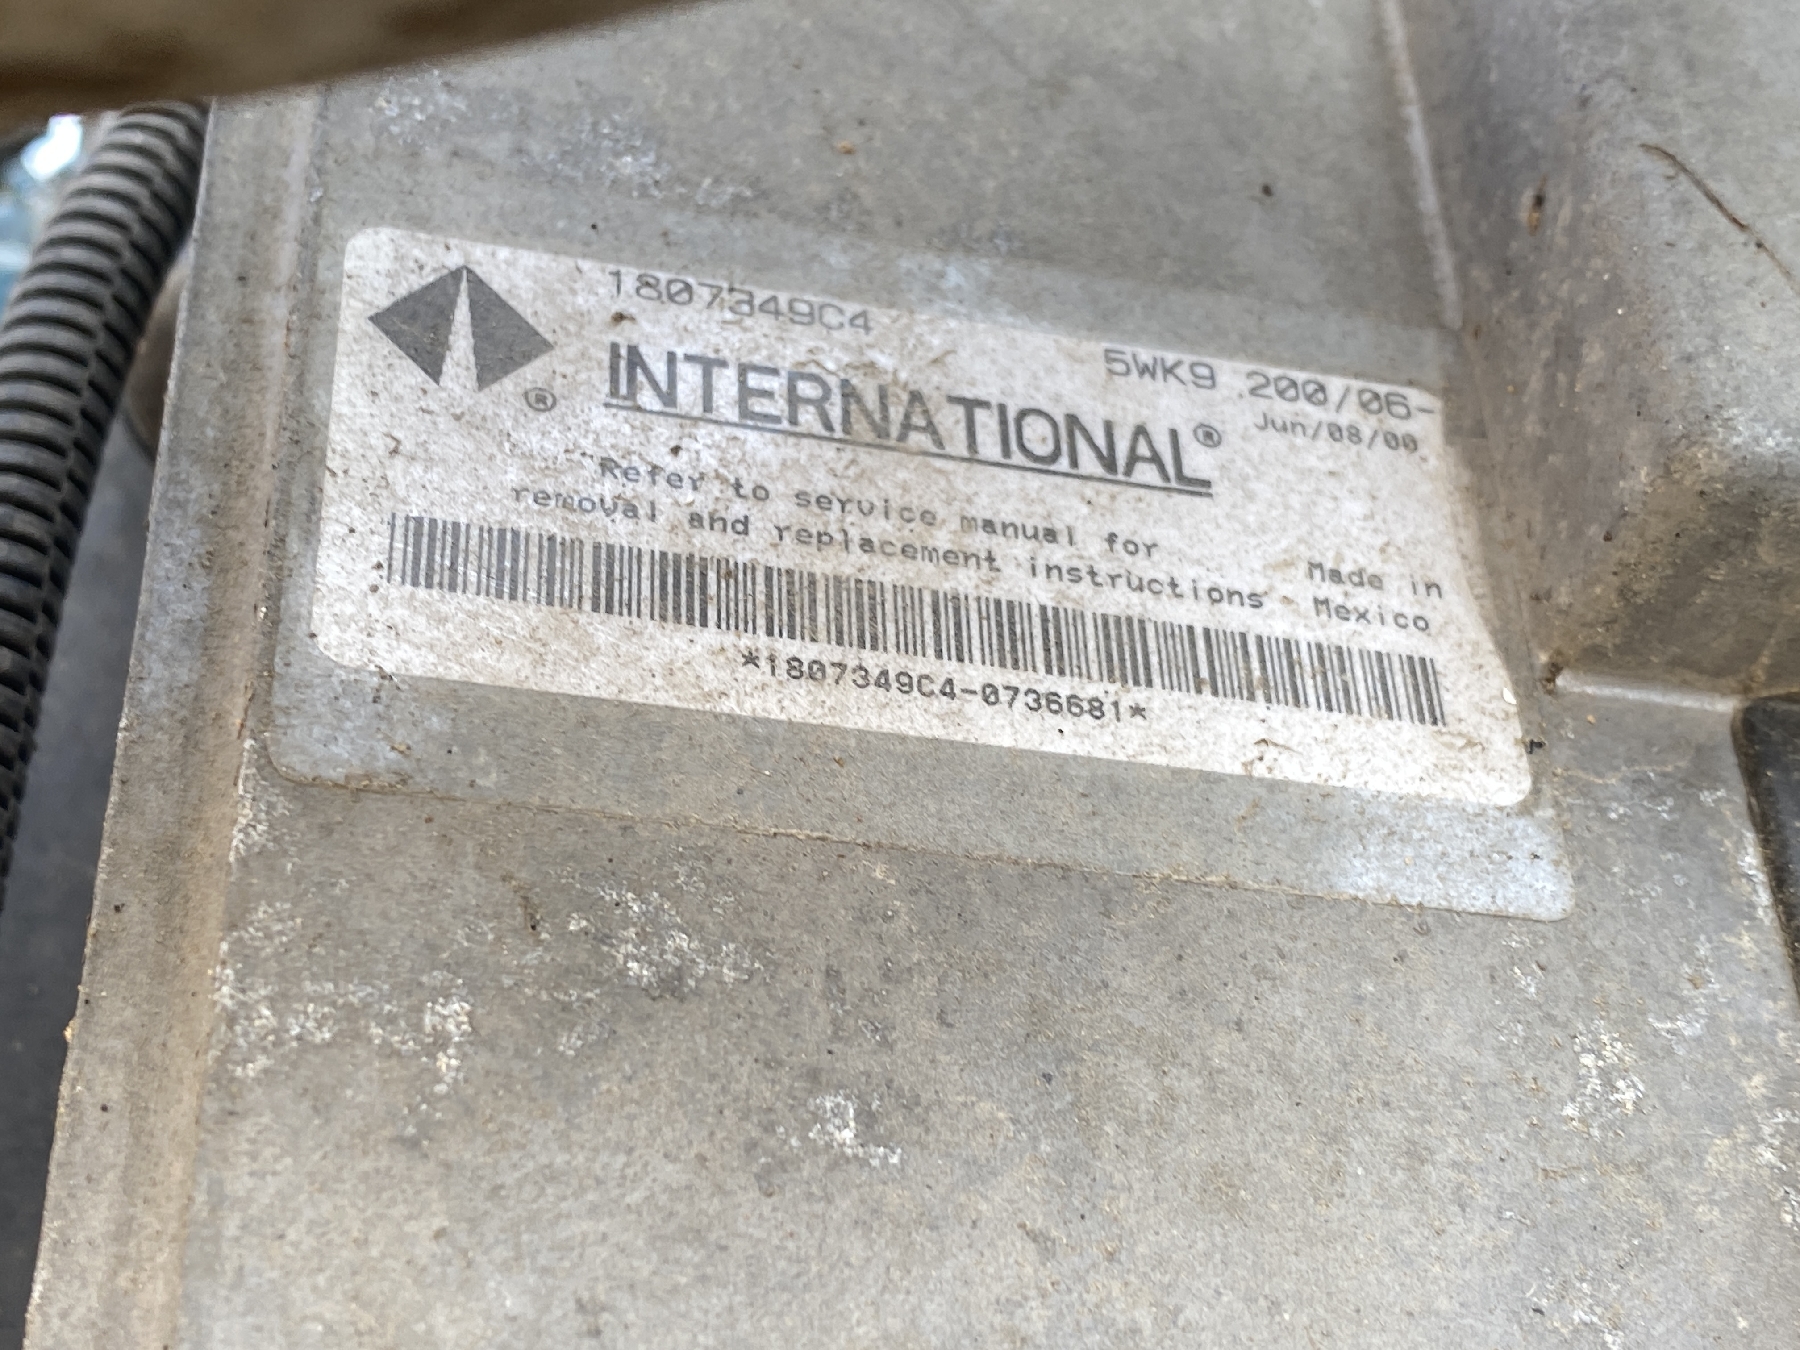 1807349C4
5WK9 200/06-
INTERNATIONAL®
®
Jun/08/00
Refer to service manual for
removal and replacement instructions
Made in
Mexico
*1807349C4-0736681*